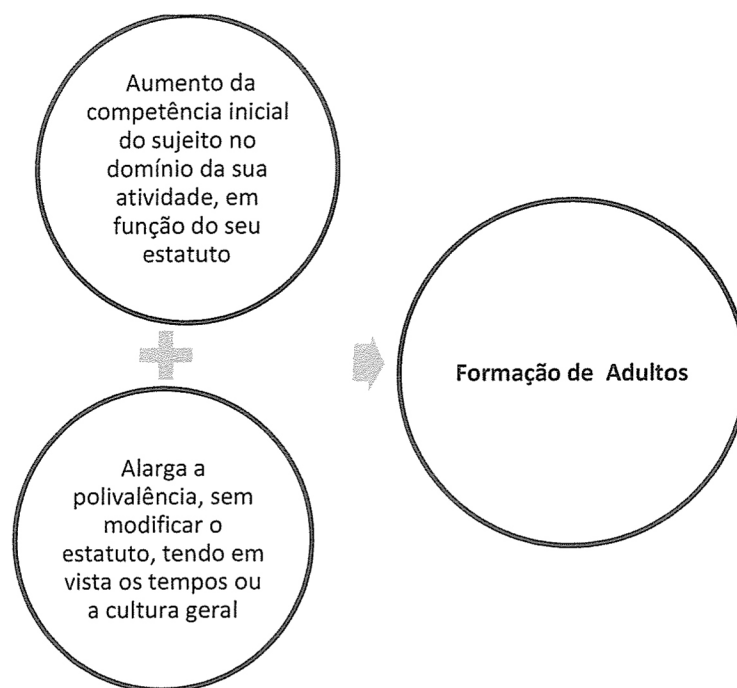 Aumento da
competência inicial
do sujeito no
domínio da sua
atividade, em
função do seu
estatuto
Formação de Adultos
Alarga a
polivalência, sem
modificar o
estatuto, tendo em
vista os tempos ou
a cultura geral